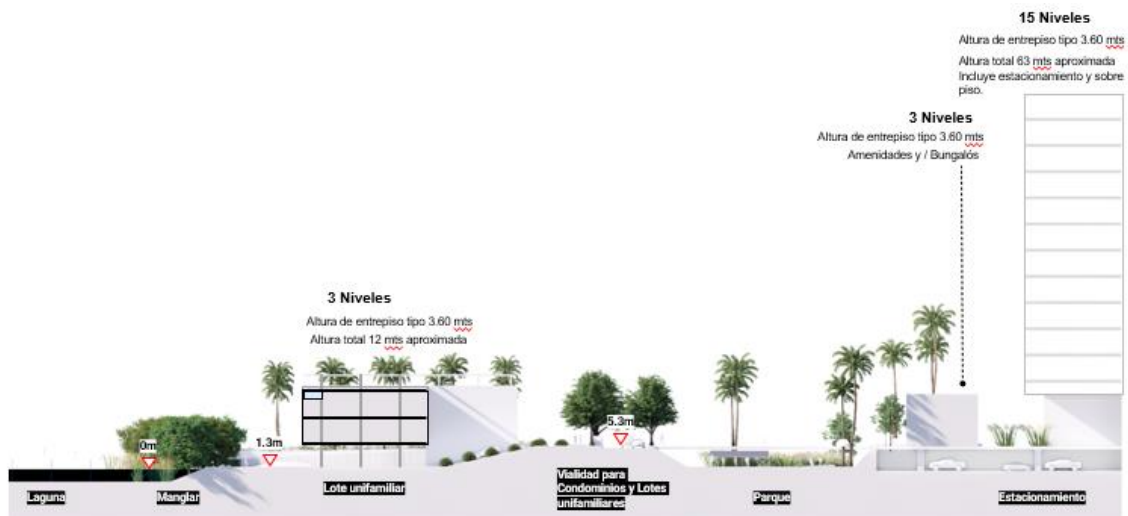 15 Niveles
Altura de entrepiso tipo 3.60 mts
Altura total 63 mts aproximada
Incluye estacionamiento y sobre
piso.
3 Niveles
Altura de entrepiso tipo 3.60 mts
Amenidades y / Bungalós
3 Niveles
Altura de entrepiso tipo 3.60 mts
Altura total 12 mts aproximada
0m
1.3m
5.3m
Laguna
Manglar
Lote unifamiliar
Vialidad para
Condominios y Lotes
unifamiliares
Parque
Estacionamiento